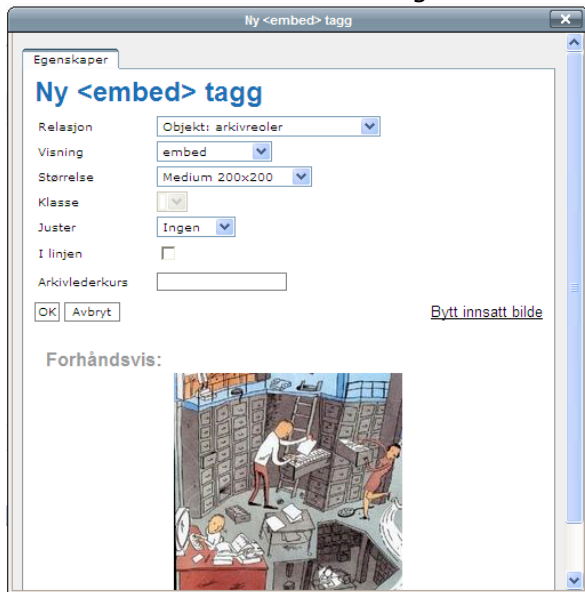 Ny <embed> tagg
Egenskaper
Ny <embed> tagg
Relasjon Objekt: arkivreoler
Visning embed
Størrelse Medium 200x200
Klasse
Juster Ingen
I linjen
Arkivlederkurs
OK Avbryt Bytt innsatt bilde
Forhåndsvis: